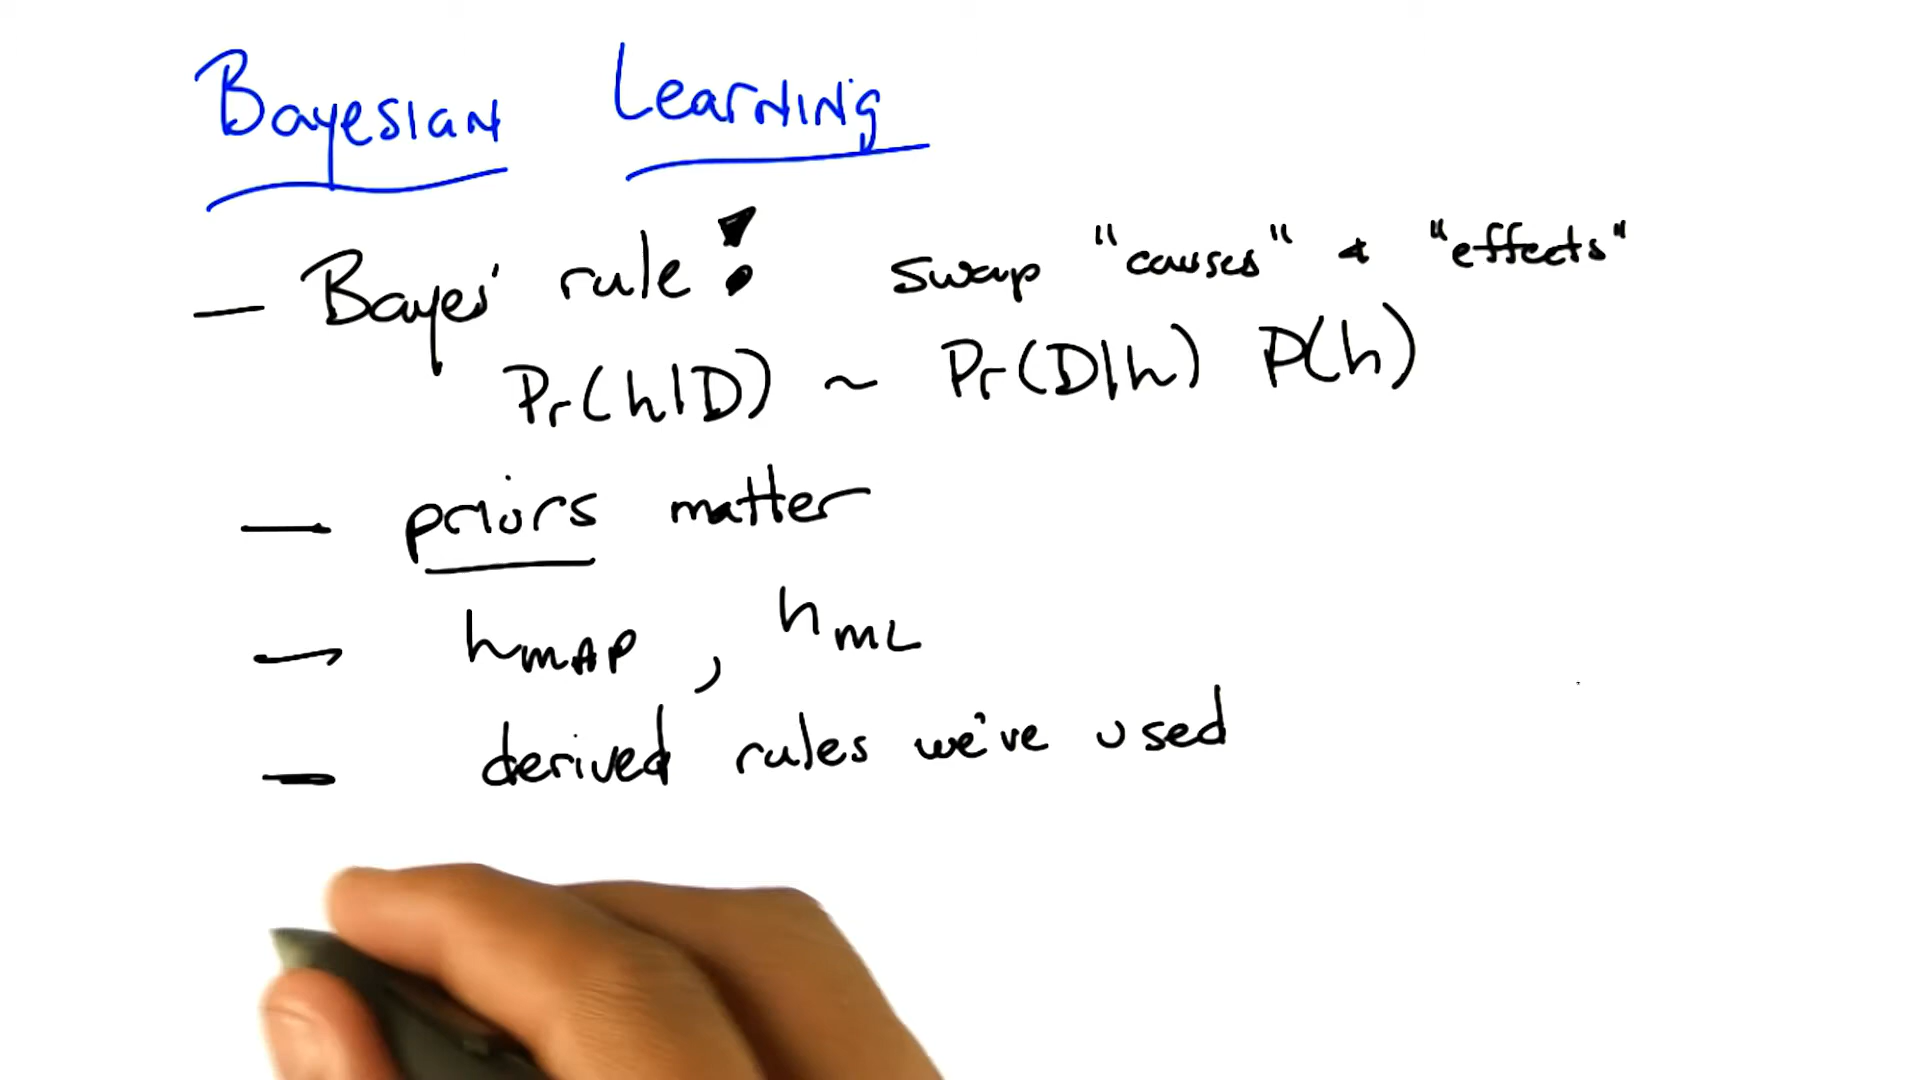 Bayesian Learning
— Bayes' rule! swap "causes" & "effects"
Pr(h|D) ~ Pr(D|h) P(h)
— priors matter
— hMAP, hML
— derived rules we've used